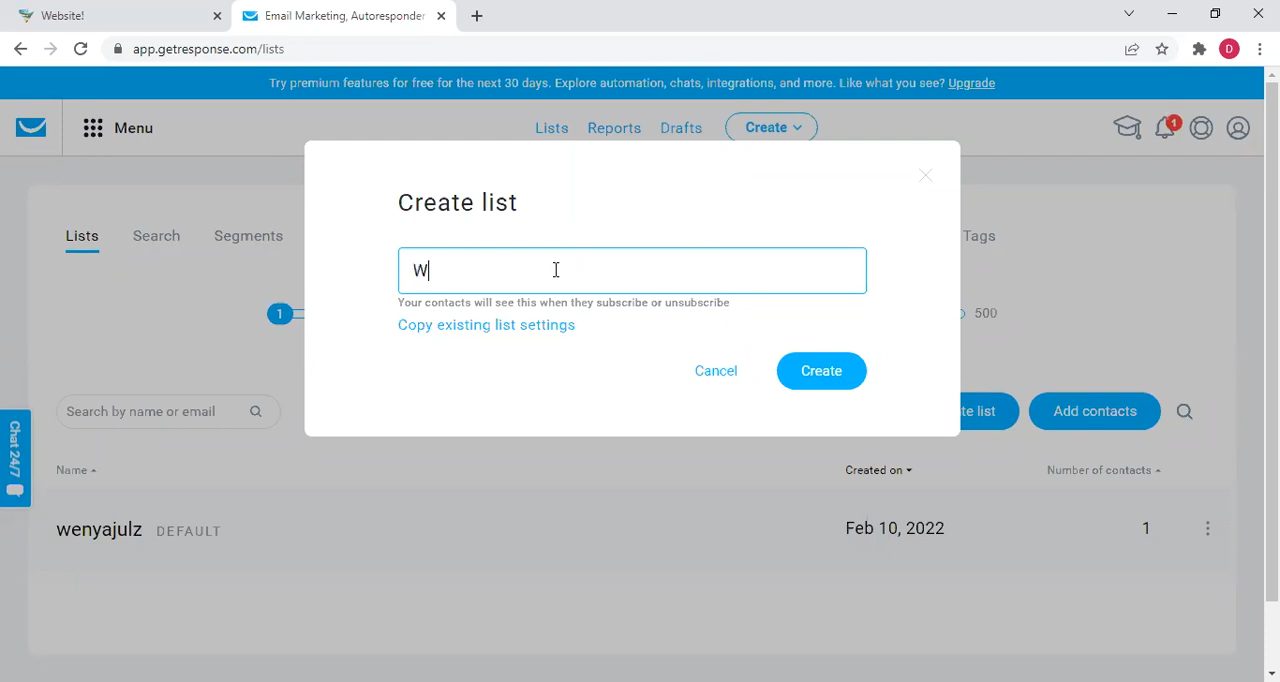 Website!
Email Marketing, Autoresponder
app.getresponse.com/lists
D
Try premium features for free for the next 30 days. Explore automation, chats, integrations, and more. Like what you see? Upgrade
Menu
Lists
Reports
Drafts
Create
1
Create list
Lists
Search
Segments
Tags
W
Your contacts will see this when they subscribe or unsubscribe
Copy existing list settings
1
500
Cancel
Create
Search by name or email
te list
Add contacts
Chat 24/7
Name
Created on
Number of contacts
wenyajulz DEFAULT
Feb 10, 2022
1